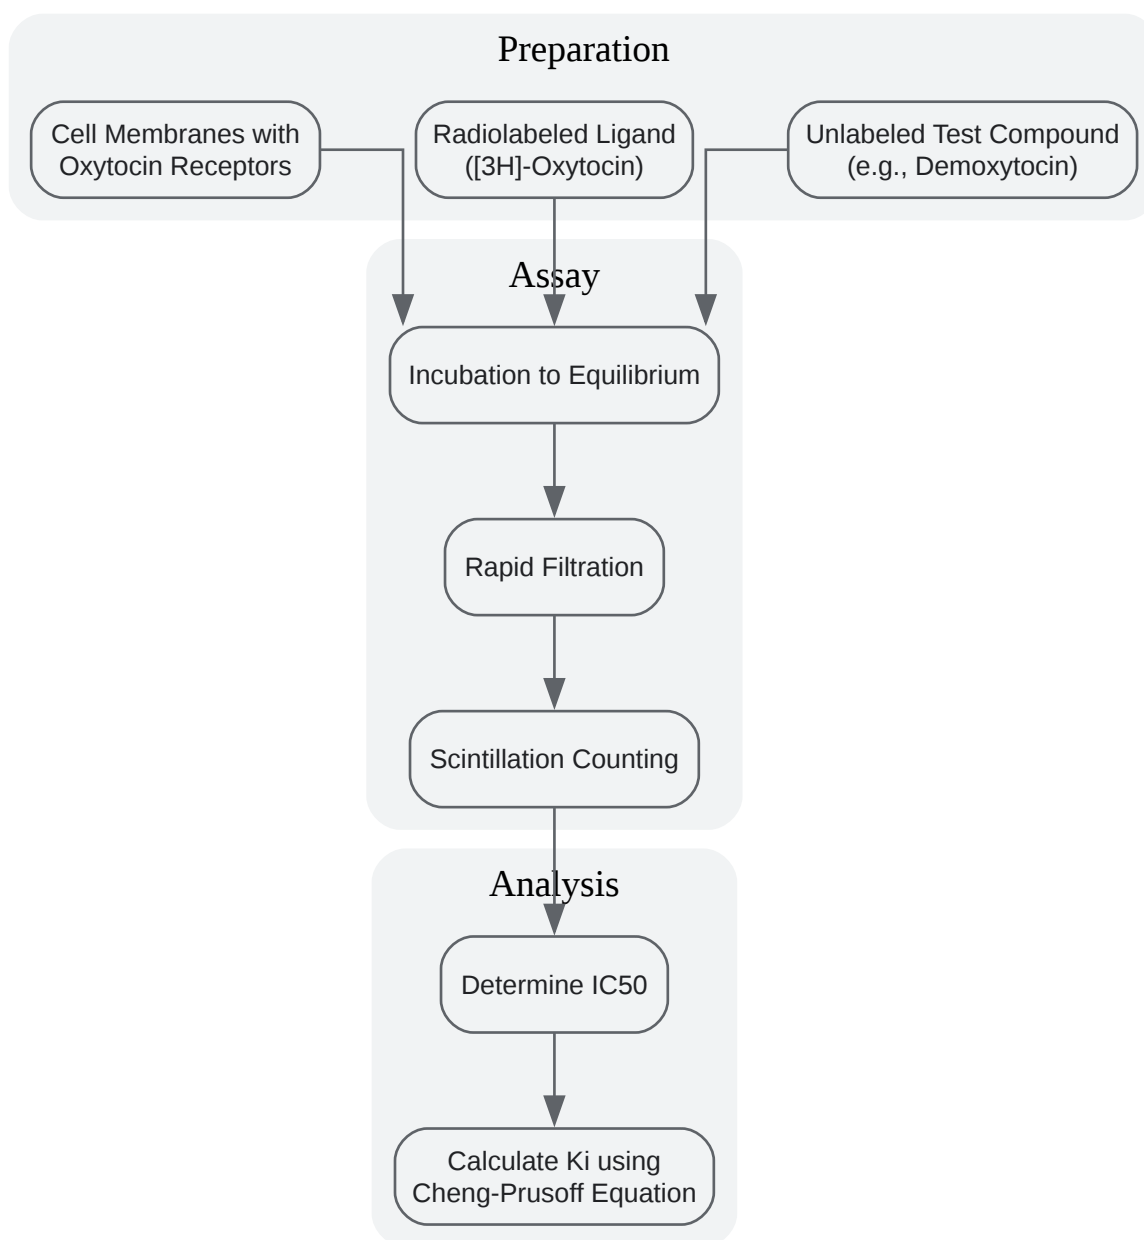 Preparation
Cell Membranes with
Oxytocin Receptors
Radiolabeled Ligand
([3H]-Oxytocin)
Unlabeled Test Compound
(e.g., Demoxytocin)
Assay
Incubation to Equilibrium
Rapid Filtration
Scintillation Counting
Analysis
Determine IC50
Calculate Ki using
Cheng-Prusoff Equation